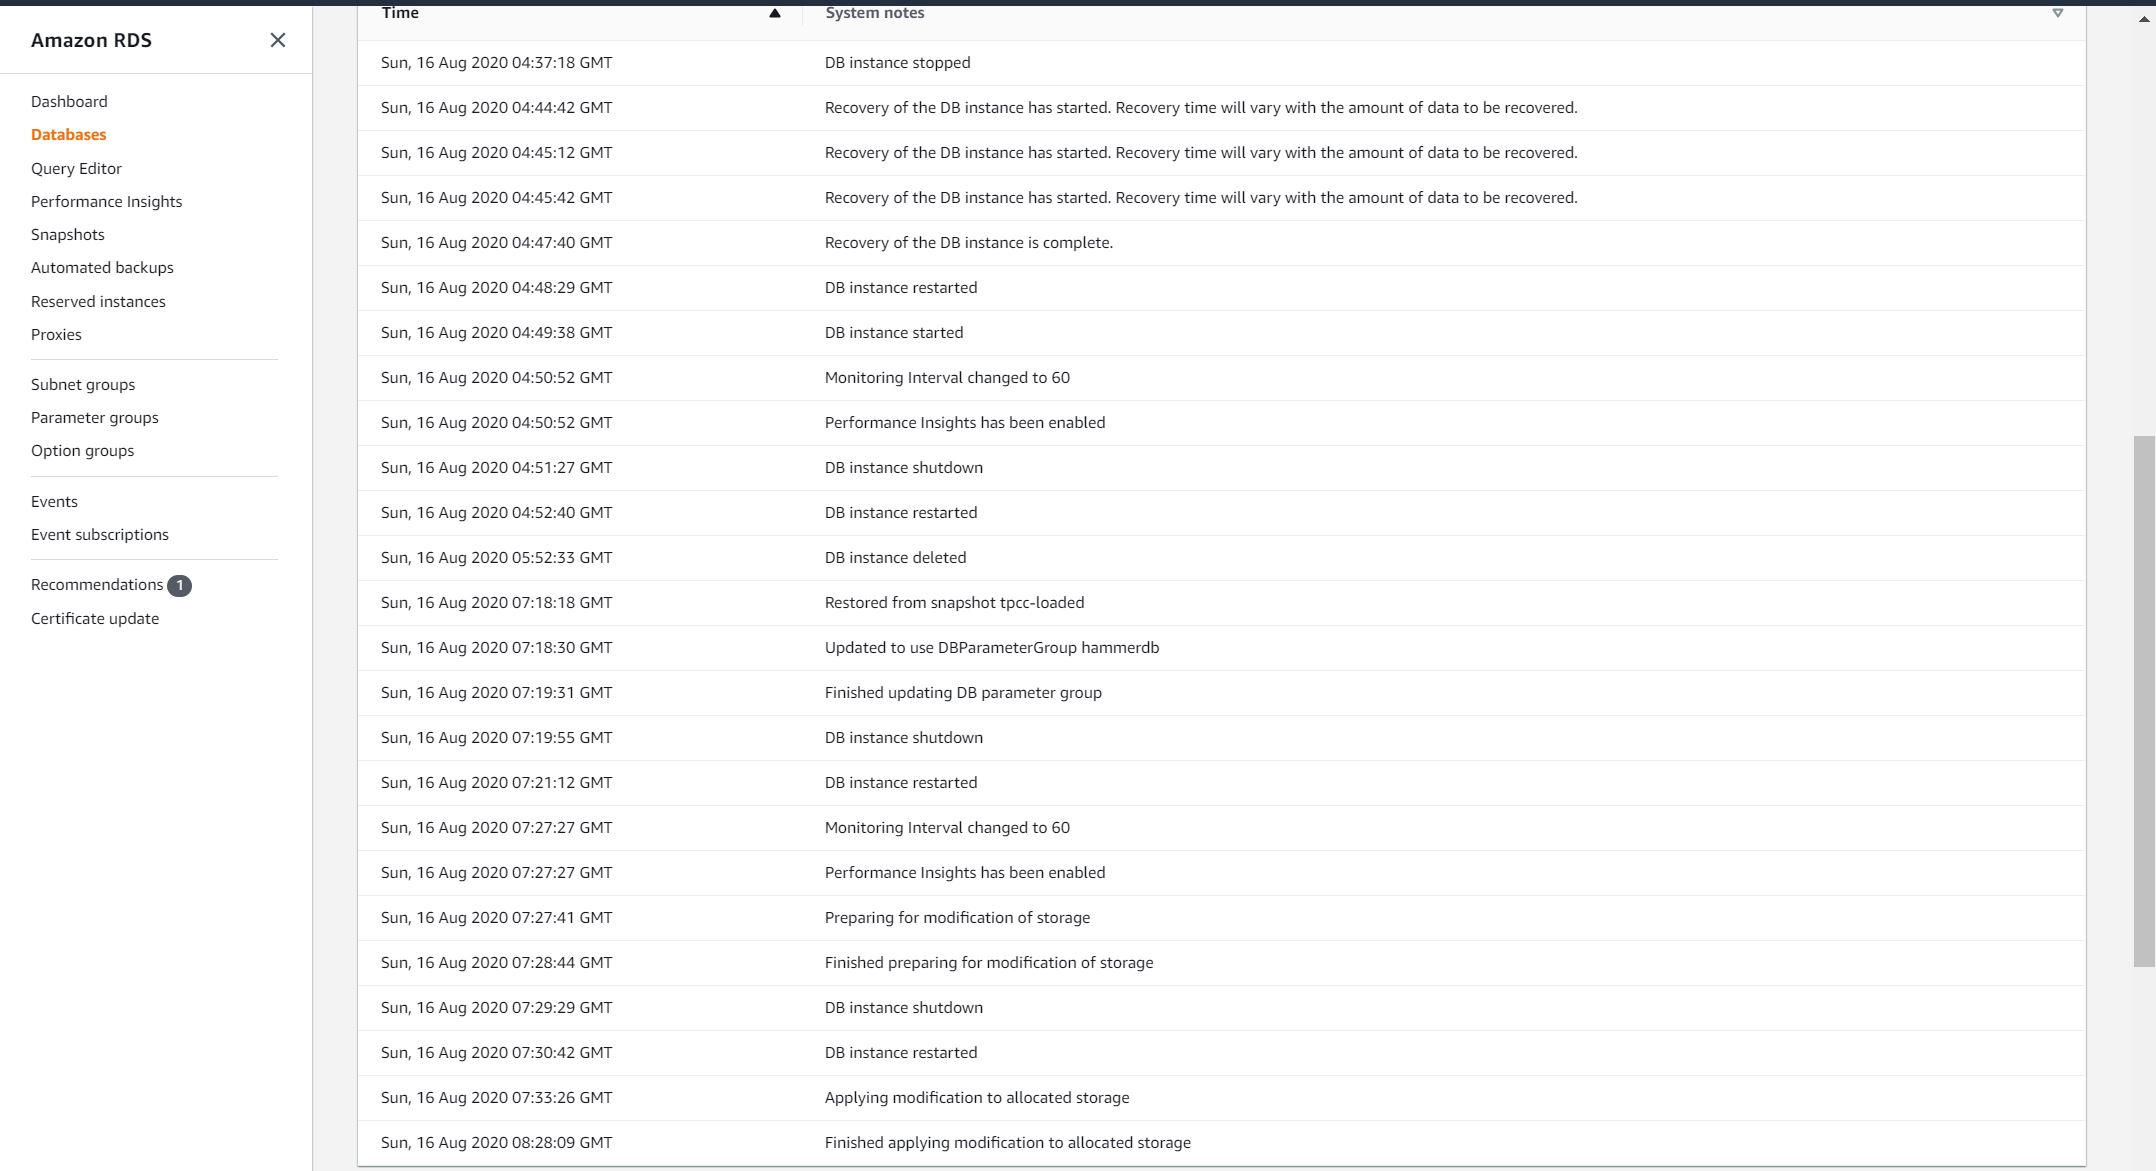 Amazon RDS
Dashboard
Databases
Query Editor
Performance Insights
Snapshots
Automated backups
Reserved instances
Proxies
Subnet groups
Parameter groups
Option groups
Events
Event subscriptions
Recommendations 1
Certificate update
Time System notes
Sun, 16 Aug 2020 04:37:18 GMT DB instance stopped
Sun, 16 Aug 2020 04:44:42 GMT Recovery of the DB instance has started. Recovery time will vary with the amount of data to be recovered.
Sun, 16 Aug 2020 04:45:12 GMT Recovery of the DB instance has started. Recovery time will vary with the amount of data to be recovered.
Sun, 16 Aug 2020 04:45:42 GMT Recovery of the DB instance has started. Recovery time will vary with the amount of data to be recovered.
Sun, 16 Aug 2020 04:47:40 GMT Recovery of the DB instance is complete.
Sun, 16 Aug 2020 04:48:29 GMT DB instance restarted
Sun, 16 Aug 2020 04:49:38 GMT DB instance started
Sun, 16 Aug 2020 04:50:52 GMT Monitoring Interval changed to 60
Sun, 16 Aug 2020 04:50:52 GMT Performance Insights has been enabled
Sun, 16 Aug 2020 04:51:27 GMT DB instance shutdown
Sun, 16 Aug 2020 04:52:40 GMT DB instance restarted
Sun, 16 Aug 2020 05:52:33 GMT DB instance deleted
Sun, 16 Aug 2020 07:18:18 GMT Restored from snapshot tpcc-loaded
Sun, 16 Aug 2020 07:18:30 GMT Updated to use DBParameterGroup hammerdb
Sun, 16 Aug 2020 07:19:31 GMT Finished updating DB parameter group
Sun, 16 Aug 2020 07:19:55 GMT DB instance shutdown
Sun, 16 Aug 2020 07:21:12 GMT DB instance restarted
Sun, 16 Aug 2020 07:27:27 GMT Monitoring Interval changed to 60
Sun, 16 Aug 2020 07:27:27 GMT Performance Insights has been enabled
Sun, 16 Aug 2020 07:27:41 GMT Preparing for modification of storage
Sun, 16 Aug 2020 07:28:44 GMT Finished preparing for modification of storage
Sun, 16 Aug 2020 07:29:29 GMT DB instance shutdown
Sun, 16 Aug 2020 07:30:42 GMT DB instance restarted
Sun, 16 Aug 2020 07:33:26 GMT Applying modification to allocated storage
Sun, 16 Aug 2020 08:28:09 GMT Finished applying modification to allocated storage